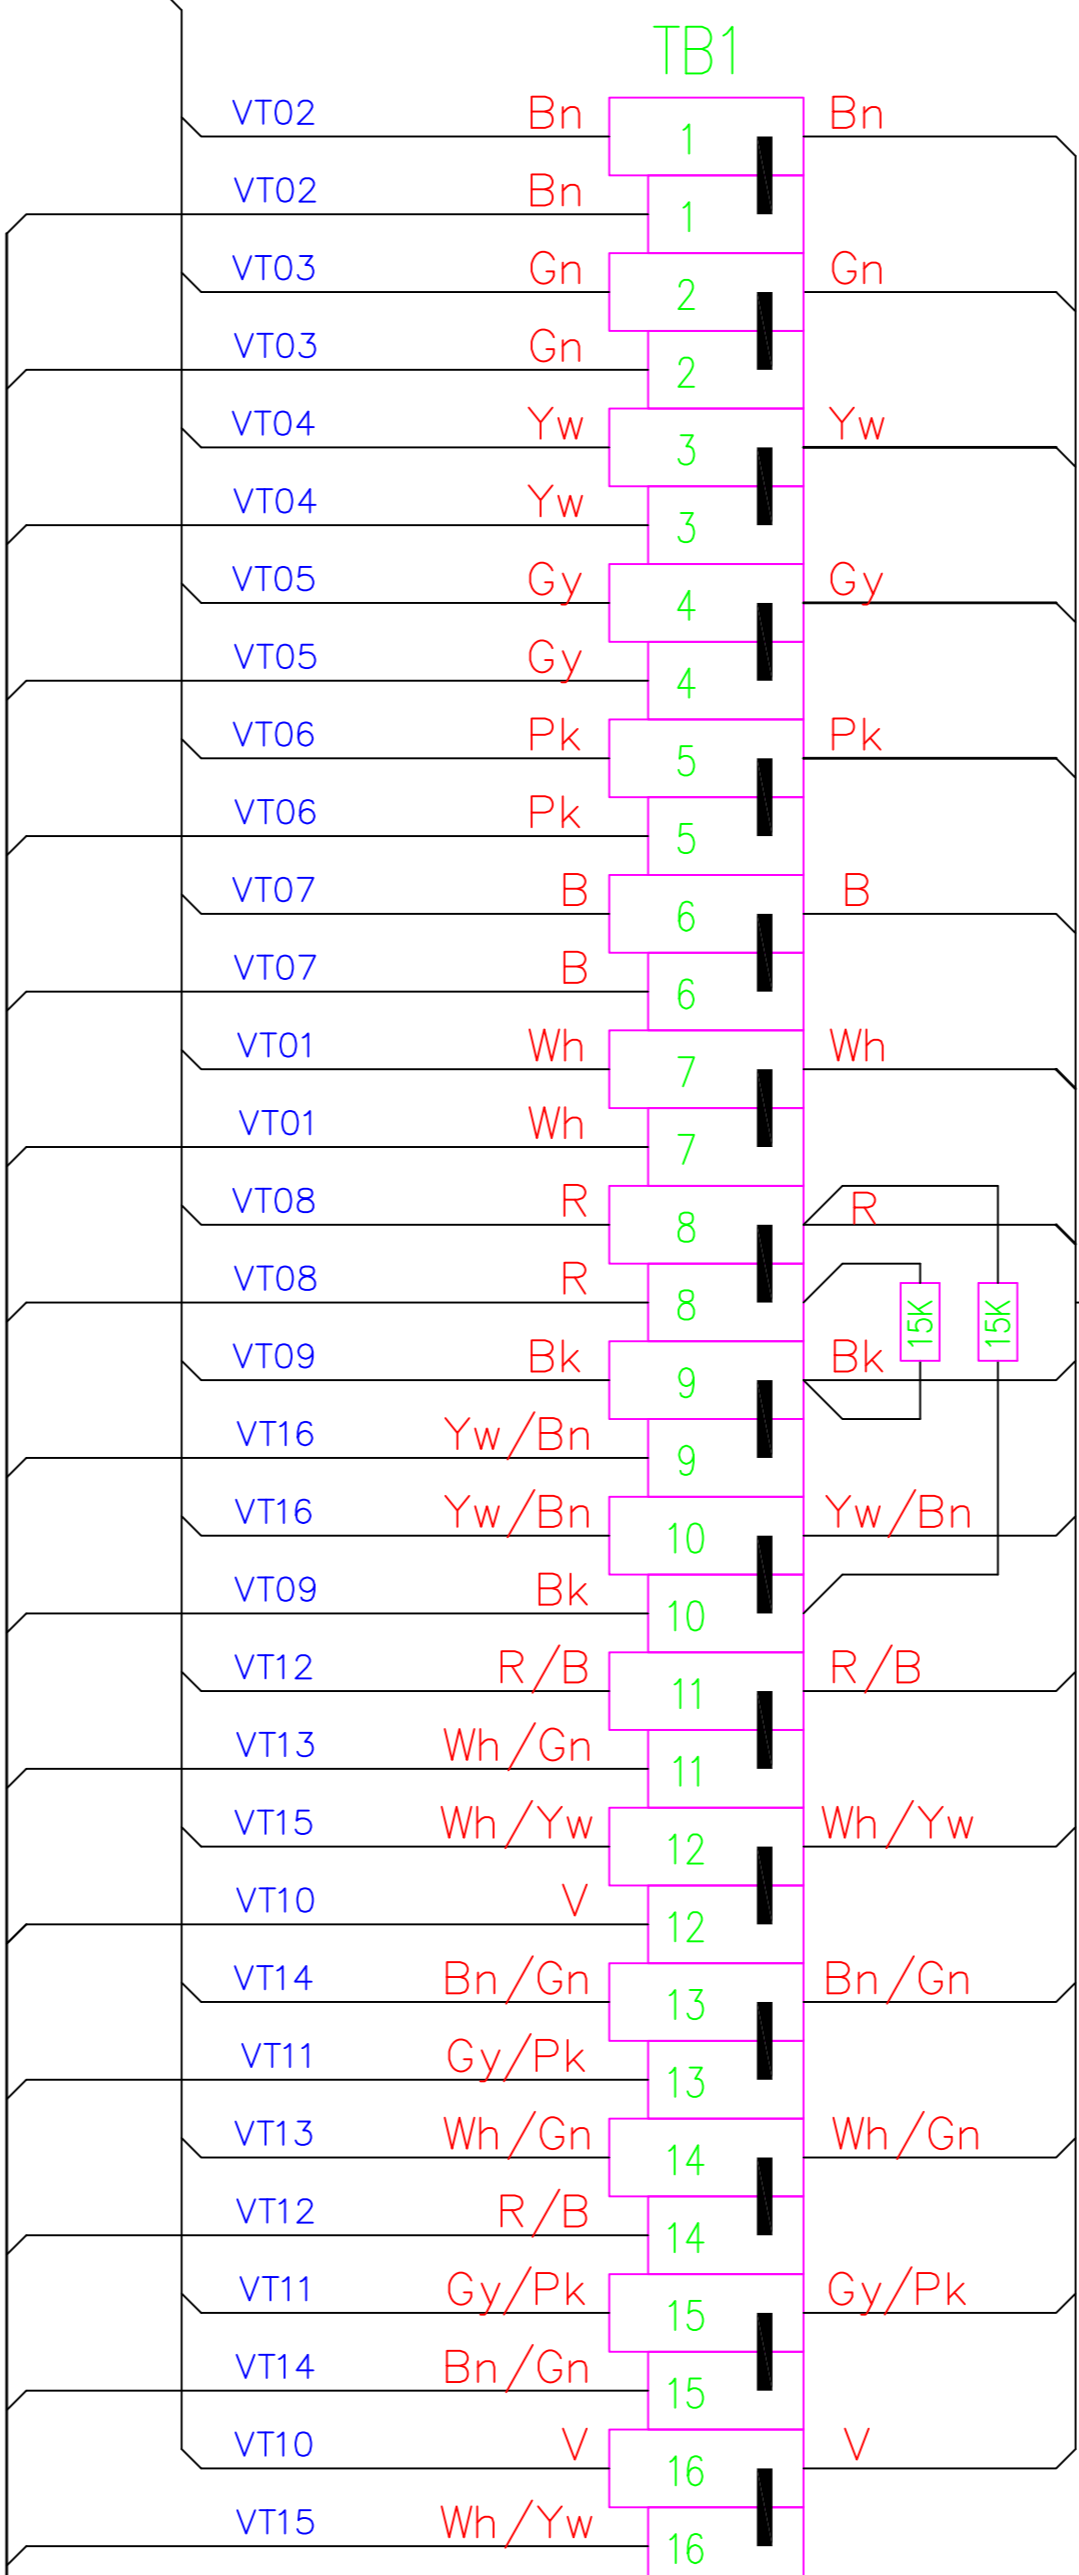 TB1
VT02 Bn 1 Bn
VT02 Bn 1
VT03 Gn 2 Gn
VT03 Gn 2
VT04 Yw 3 Yw
VT04 Yw 3
VT05 Gy 4 Gy
VT05 Gy 4
VT06 Pk 5 Pk
VT06 Pk 5
VT07 B 6 B
VT07 B 6
VT01 Wh 7 Wh
VT01 Wh 7
VT08 R 8 R
VT08 R 8 15K 15K
VT09 Bk 9 Bk
VT16 Yw/Bn 9
VT16 Yw/Bn 10 Yw/Bn
VT09 Bk 10
VT12 R/B 11 R/B
VT13 Wh/Gn 11
VT15 Wh/Yw 12 Wh/Yw
VT10 V 12
VT14 Bn/Gn 13 Bn/Gn
VT11 Gy/Pk 13
VT13 Wh/Gn 14 Wh/Gn
VT12 R/B 14
VT11 Gy/Pk 15 Gy/Pk
VT14 Bn/Gn 15
VT10 V 16 V
VT15 Wh/Yw 16